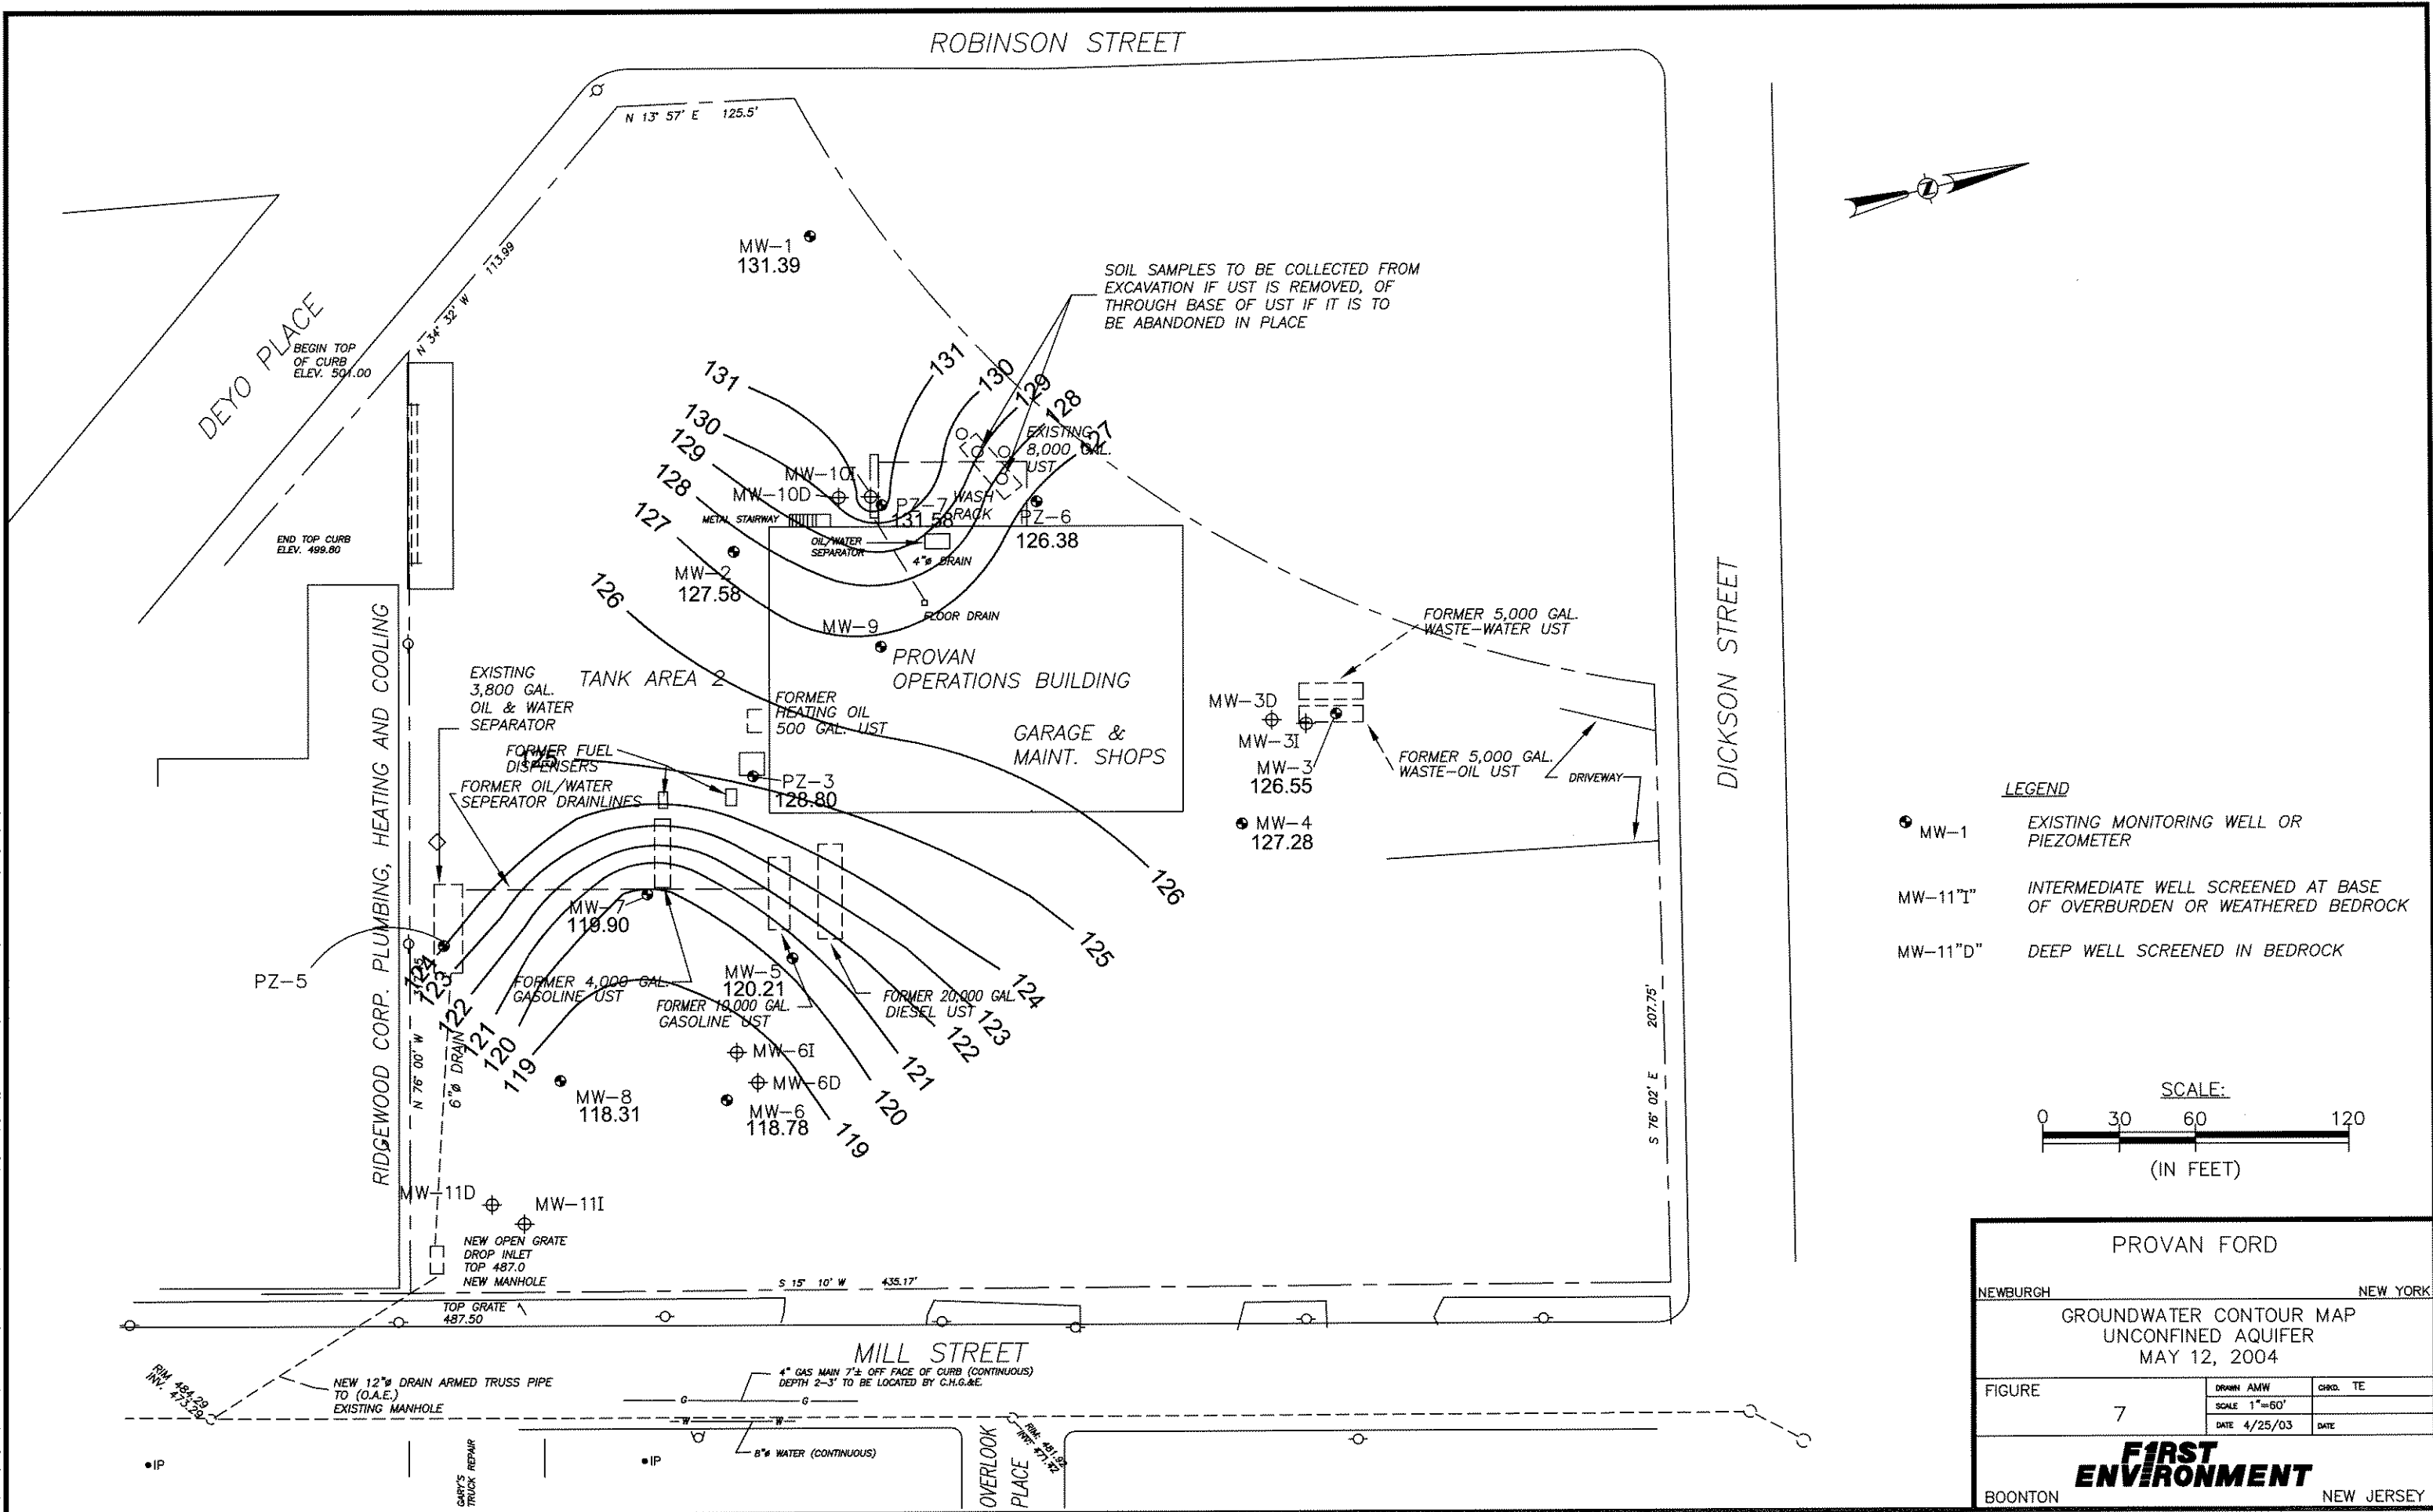 ROBINSON STREET
N 13° 57' E 125.5'
N 34° 32' W 113.99
DEYO PLACE
BEGIN TOP
OF CURB
ELEV. 501.00
END TOP CURB
ELEV. 499.80
MW-1
131.39
SOIL SAMPLES TO BE COLLECTED FROM
EXCAVATION IF UST IS REMOVED, OF
THROUGH BASE OF UST IF IT IS TO
BE ABANDONED IN PLACE
131
130
129
128
127
131
130
129
128
127
126
EXISTING
8,000 GAL.
UST
MW-10I
MW-10D
METAL STAIRWAY
PZ-7
131.58
WASH
RACK
PZ-6
126.38
OIL/WATER
SEPARATOR
4"ø DRAIN
FLOOR DRAIN
MW-2
127.58
MW-9
PROVAN
OPERATIONS BUILDING
GARAGE &
MAINT. SHOPS
TANK AREA 2
FORMER
HEATING OIL
500 GAL. UST
EXISTING
3,800 GAL.
OIL & WATER
SEPARATOR
FORMER FUEL
DISPENSERS
125
FORMER OIL/WATER
SEPERATOR DRAINLINES
PZ-3
128.80
RIDGEWOOD CORP. PLUMBING, HEATING AND COOLING
MW-3D
MW-3I
MW-3
126.55
MW-4
127.28
FORMER 5,000 GAL.
WASTE-WATER UST
FORMER 5,000 GAL.
WASTE-OIL UST
DRIVEWAY
DICKSON STREET
S 76° 02' E 207.75'
PZ-5
MW-7
119.90
FORMER 4,000 GAL.
GASOLINE UST
MW-5
120.21
FORMER 10,000 GAL.
GASOLINE UST
FORMER 20,000 GAL.
DIESEL UST
124
123
122
121
120
119
126
125
124
123
122
121
120
119
N 76° 00' W
6"ø DRAIN
MW-6I
MW-6D
MW-6
118.78
MW-8
118.31
MW-11D
MW-11I
NEW OPEN GRATE
DROP INLET
TOP 487.0
NEW MANHOLE
S 15° 10' W 435.17'
TOP GRATE
487.50
MILL STREET
4" GAS MAIN 7'± OFF FACE OF CURB (CONTINUOUS)
DEPTH 2-3' TO BE LOCATED BY C.H.G.&E.
RIM 484.29
INV. 473.29
NEW 12"ø DRAIN ARMED TRUSS PIPE
TO (O.A.E.)
EXISTING MANHOLE
G G
W W
8"ø WATER (CONTINUOUS)
IP
IP
GARY'S
TRUCK REPAIR
OVERLOOK
PLACE
Z
LEGEND
MW-1
EXISTING MONITORING WELL OR
PIEZOMETER
MW-11"I"
INTERMEDIATE WELL SCREENED AT BASE
OF OVERBURDEN OR WEATHERED BEDROCK
MW-11"D"
DEEP WELL SCREENED IN BEDROCK
SCALE:
0 30 60 120
(IN FEET)
PROVAN FORD
NEWBURGH NEW YORK
GROUNDWATER CONTOUR MAP
UNCONFINED AQUIFER
MAY 12, 2004
FIGURE
7
DRAWN AMW
CHKD. TE
SCALE 1"=60'
DATE 4/25/03
DATE
F1RST
ENVIRONMENT
BOONTON NEW JERSEY